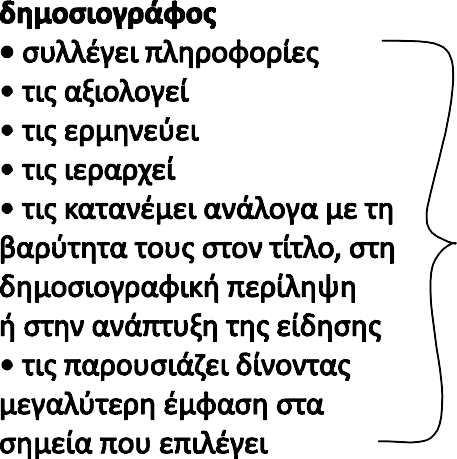 δημοσιογράφος
• συλλέγει πληροφορίες
• τις αξιολογεί
• τις ερμηνεύει
• τις ιεραρχεί
• τις κατανέμει ανάλογα με τη
βαρύτητα τους στον τίτλο, στη
δημοσιογραφική περίληψη
ή στην ανάπτυξη της είδησης
• τις παρουσιάζει δίνοντας
μεγαλύτερη έμφαση στα
σημεία που επιλέγει